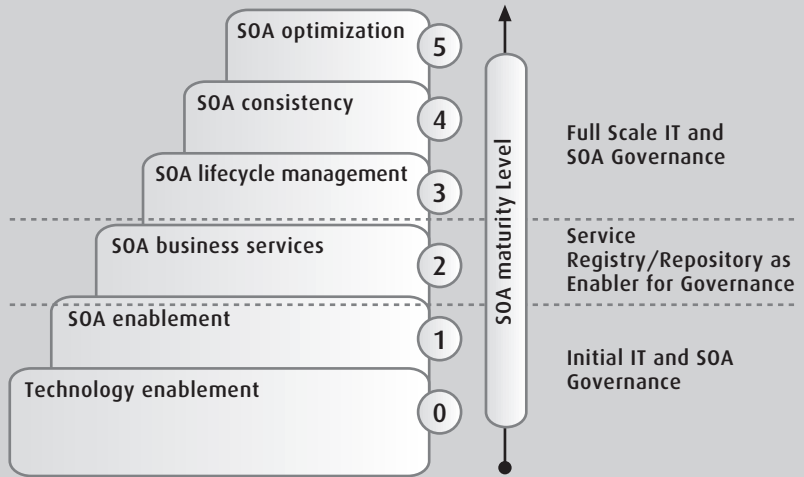 SOA optimization
5
SOA consistency
4
SOA lifecycle management
3
SOA business services
2
SOA enablement
1
Technology enablement
0
SOA maturity Level
Full Scale IT and
SOA Governance
Service
Registry/Repository as
Enabler for Governance
Initial IT and SOA
Governance